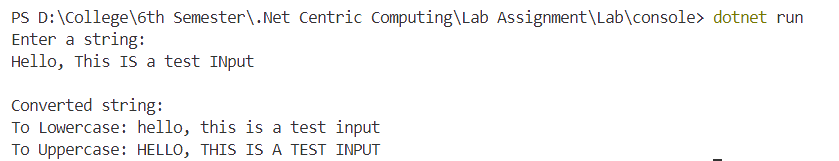 PS D:\College\6th Semester\.Net Centric Computing\Lab Assignment\Lab\console> dotnet run
Enter a string:
Hello, This IS a test INput
Converted string:
To Lowercase: hello, this is a test input
To Uppercase: HELLO, THIS IS A TEST INPUT